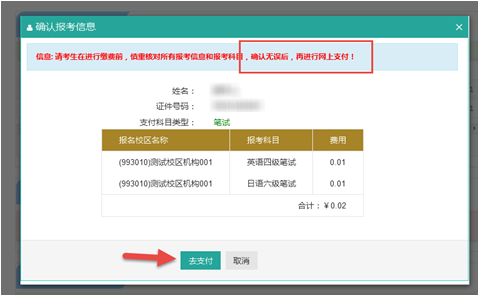 确认报考信息
信息: 请考生在进行缴费前，慎重核对所有报考信息和报考科目，确认无误后，再进行网上支付！
姓名：
证件号码：
支付科目类型： 笔试
报名校区名称 报考科目 费用
(993010)测试校区机构001 英语四级笔试 0.01
(993010)测试校区机构001 日语六级笔试 0.01
合计：￥0.02
去支付 取消